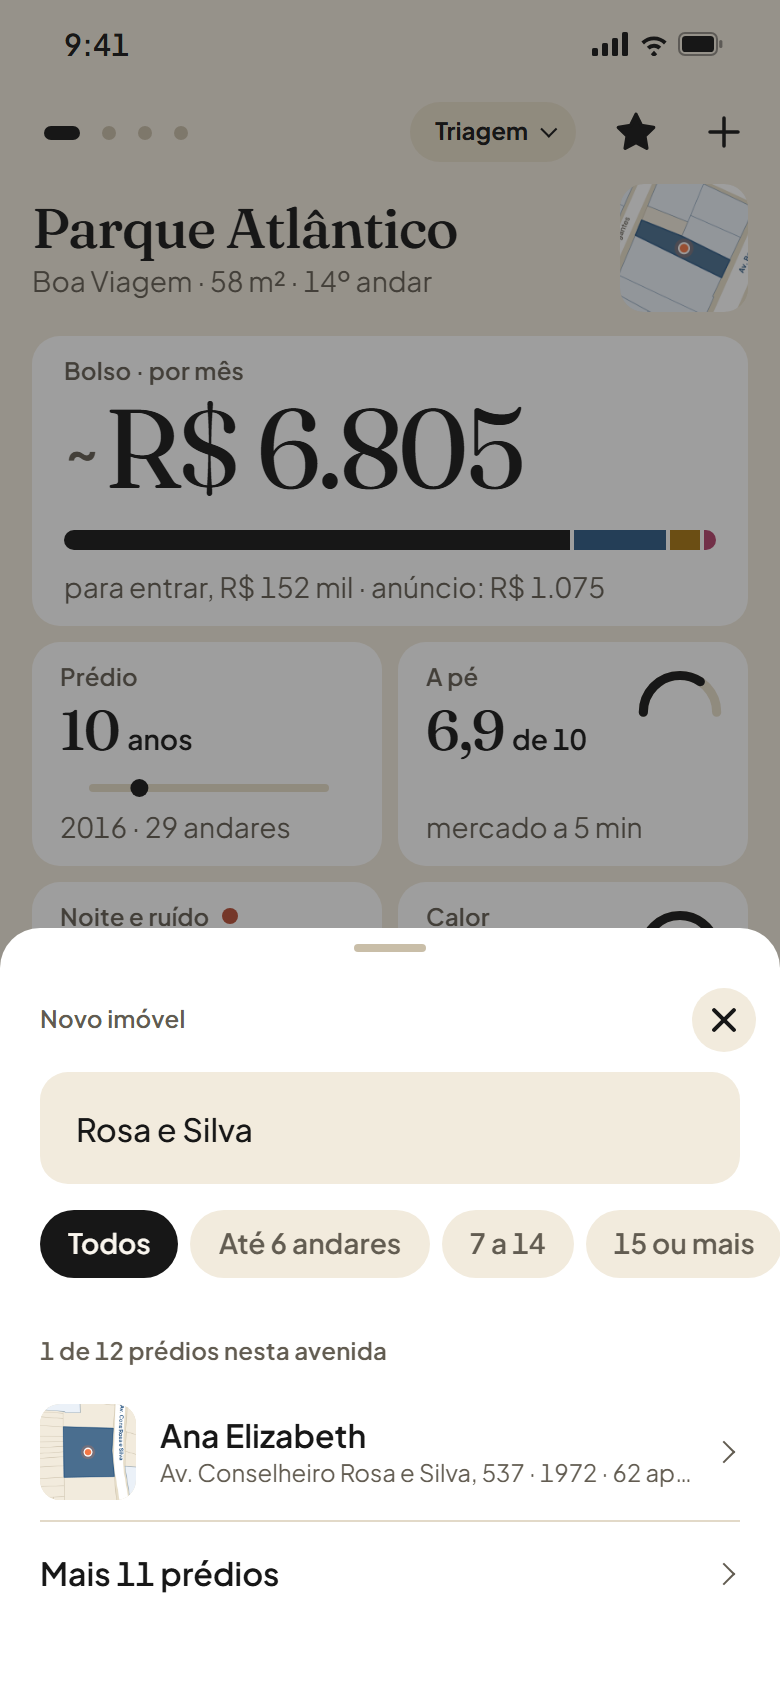 9:41
Triagem
Parque Atlântico
Boa Viagem · 58 m² · 14º andar
Bolso · por mês
~R$ 6.805
para entrar, R$ 152 mil · anúncio: R$ 1.075
Prédio
10 anos
2016 · 29 andares
A pé
6,9 de 10
mercado a 5 min
Noite e ruído
Calor
Novo imóvel
Rosa e Silva
Todos
Até 6 andares
7 a 14
15 ou mais
1 de 12 prédios nesta avenida
Ana Elizabeth
Av. Conselheiro Rosa e Silva, 537 · 1972 · 62 ap...
Mais 11 prédios